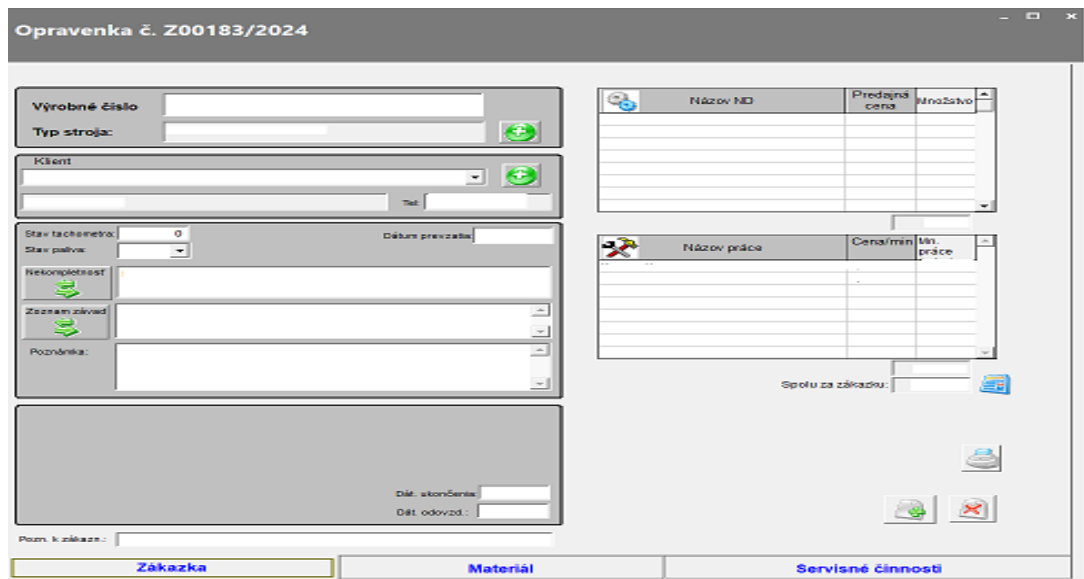 Opravenka č. Z00183/2024
Výrobné číslo
Typ stroja:
Klient
Tel:
Stav tachometra: 0
Dátum prevzatia:
Stav paliva:
Nekompletnosť
Zoznam závad
Poznámka:
Dát. skončenia:
Dát. odovzd.:
Pozn. k zákazn.:
Názov ND
Predajná cena
Množstvo
Názov práce
Cena/min
Mn. práce
Spolu za zákazku:
Zákazka
Materiál
Servisné činnosti